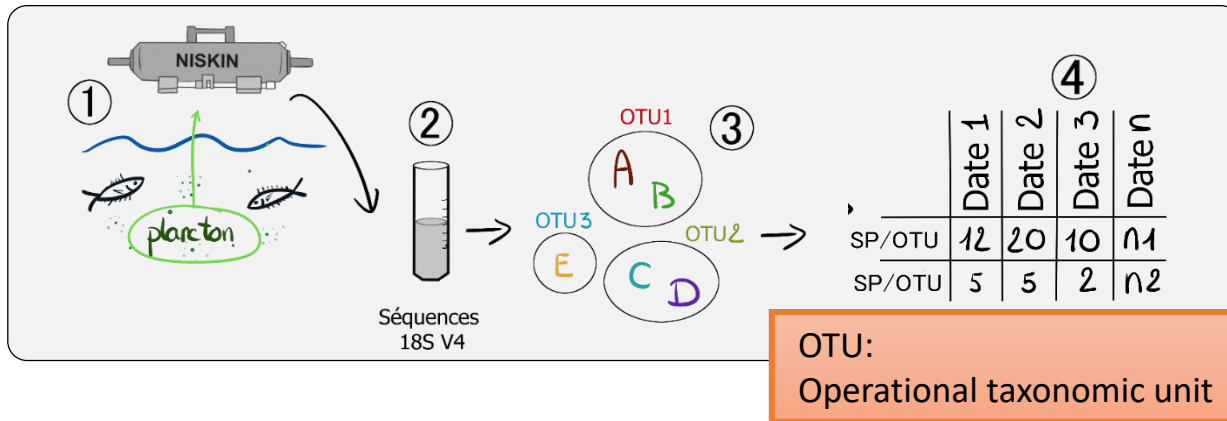 NISKIN
①
plancton
②
Séquences
18S V4
OTU1
③
A
B
OTU3
E
OTU2
C
D
④
Date 1 Date 2 Date 3 Date n
SP/OTU 12 20 10 n1
SP/OTU 5 5 2 n2
OTU:
Operational taxonomic unit